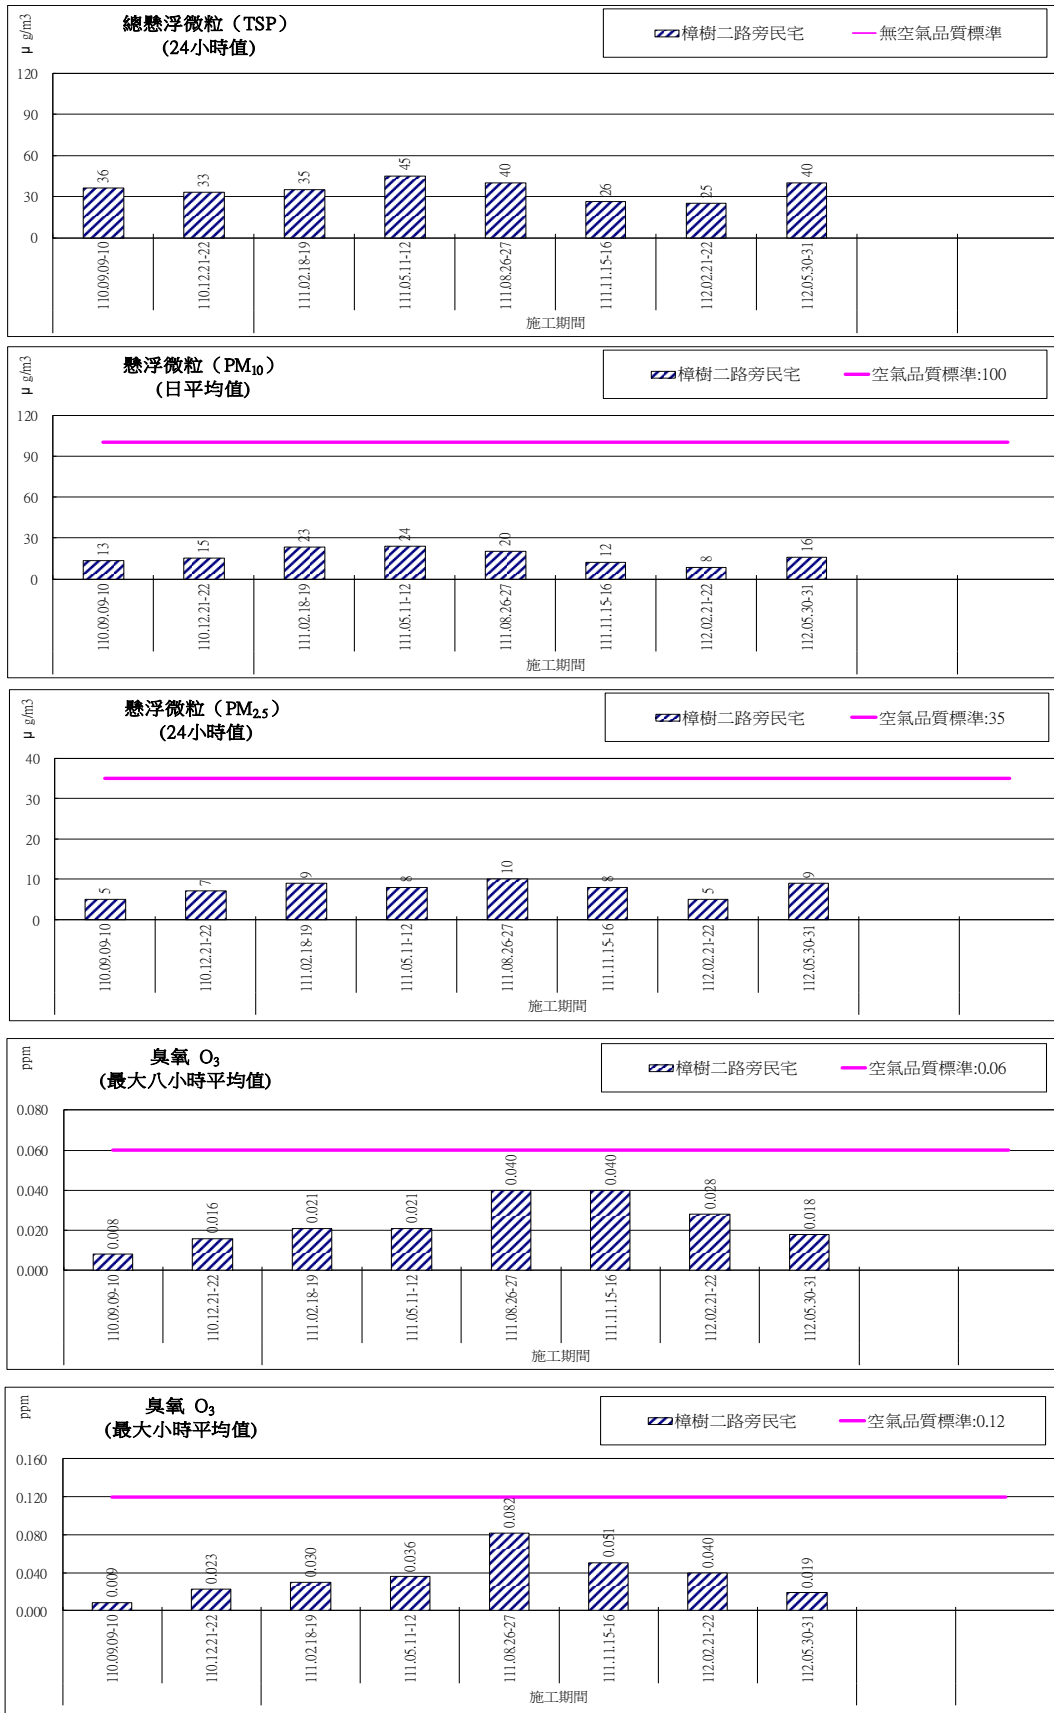 μ g/m3
總懸浮微粒（TSP）
(24小時值)
樟樹二路旁民宅 無空氣品質標準
120
90
60
30
0
36 33 35 45 40 26 25 40
110.09.09-10 110.12.21-22 111.02.18-19 111.05.11-12 111.08.26-27 111.11.15-16 112.02.21-22 112.05.30-31
施工期間
μ g/m3
懸浮微粒（PM10）
(日平均值)
樟樹二路旁民宅 空氣品質標準:100
120
90
60
30
0
13 15 23 24 20 12 8 16
110.09.09-10 110.12.21-22 111.02.18-19 111.05.11-12 111.08.26-27 111.11.15-16 112.02.21-22 112.05.30-31
施工期間
μ g/m3
懸浮微粒（PM2.5）
(24小時值)
樟樹二路旁民宅 空氣品質標準:35
40
30
20
10
0
5 7 9 8 10 8 5 9
110.09.09-10 110.12.21-22 111.02.18-19 111.05.11-12 111.08.26-27 111.11.15-16 112.02.21-22 112.05.30-31
施工期間
ppm
臭氧 O3
(最大八小時平均值)
樟樹二路旁民宅 空氣品質標準:0.06
0.080
0.060
0.040
0.020
0.000
0.008 0.016 0.021 0.021 0.040 0.040 0.028 0.018
110.09.09-10 110.12.21-22 111.02.18-19 111.05.11-12 111.08.26-27 111.11.15-16 112.02.21-22 112.05.30-31
施工期間
ppm
臭氧 O3
(最大小時平均值)
樟樹二路旁民宅 空氣品質標準:0.12
0.160
0.120
0.080
0.040
0.000
0.009 0.023 0.030 0.036 0.082 0.051 0.040 0.019
110.09.09-10 110.12.21-22 111.02.18-19 111.05.11-12 111.08.26-27 111.11.15-16 112.02.21-22 112.05.30-31
施工期間